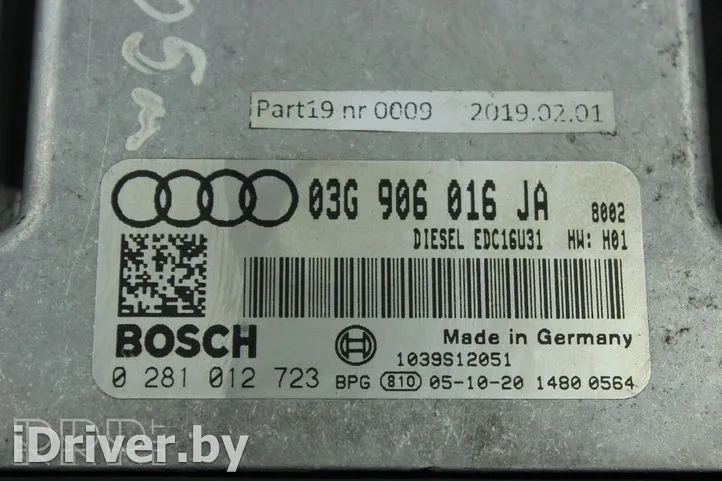 05
Part19 nr 0009 2019.02.01
03G 906 016 JA 8002
DIESEL EDC16U31 HW: H01
BOSCH
Made in Germany
1039S12051
0 281 012 723 BPG 810 05-10-20 1480 0564
iDriver.by